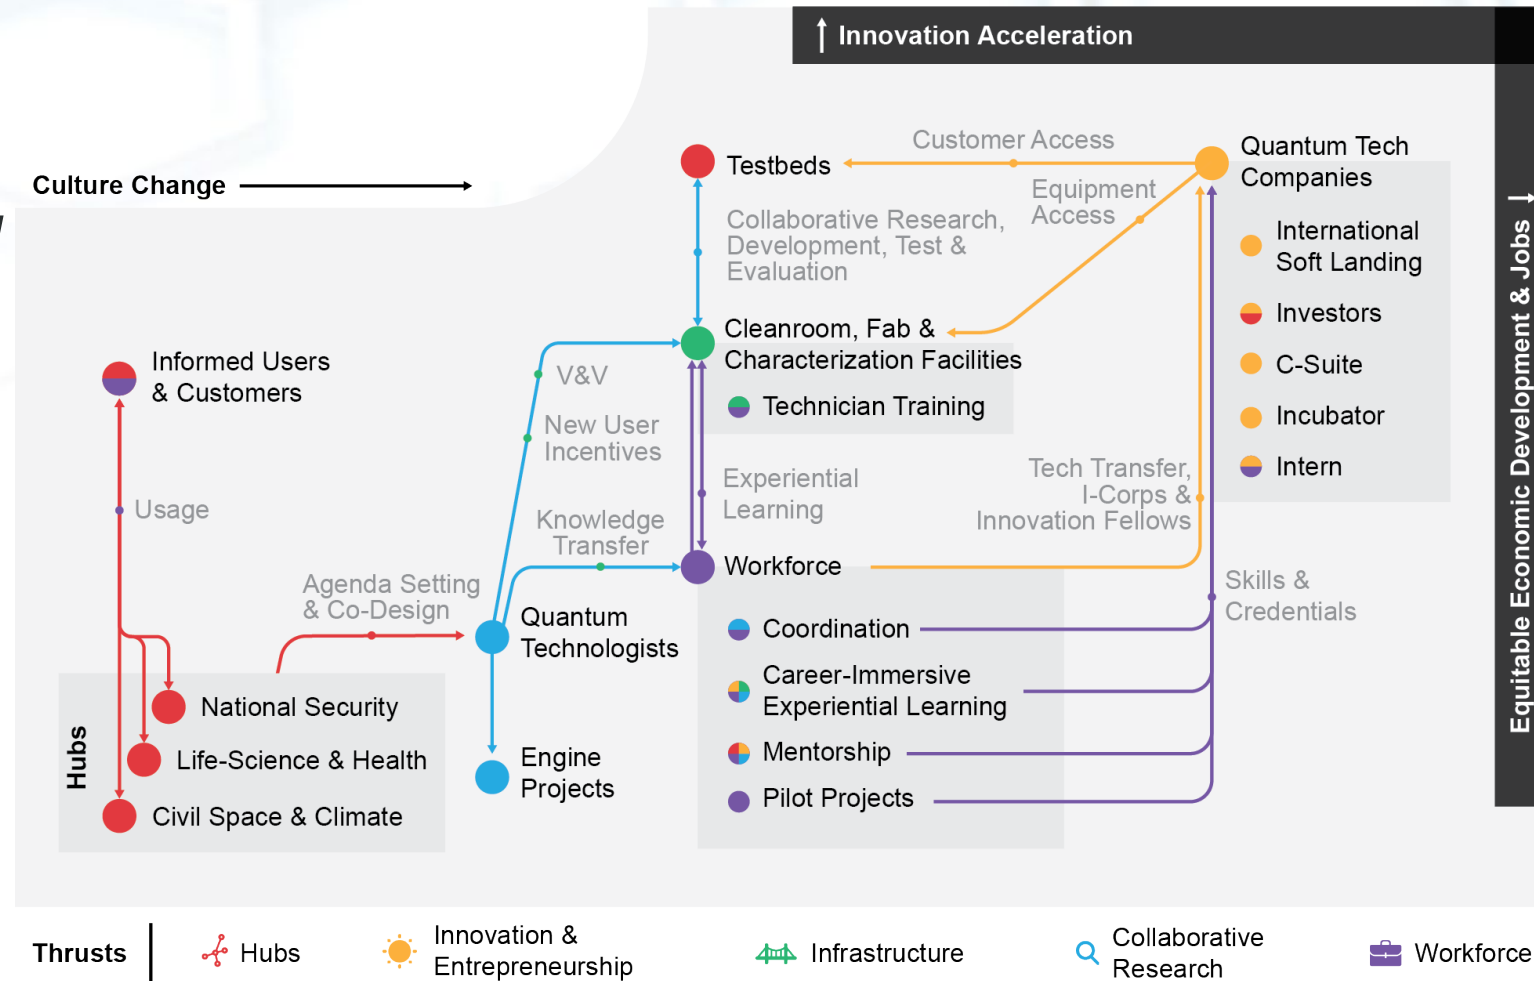 Innovation Acceleration
Culture Change
Equitable Economic Development & Jobs
Testbeds
Customer Access
Quantum Tech
Companies
Equipment
Access
Collaborative Research,
Development, Test &
Evaluation
International
Soft Landing
Investors
C-Suite
Incubator
Intern
Cleanroom, Fab &
Characterization Facilities
Technician Training
Informed Users
& Customers
V&V
New User
Incentives
Usage
Experiential
Learning
Tech Transfer,
I-Corps &
Innovation Fellows
Knowledge
Transfer
Workforce
Agenda Setting
& Co-Design
Quantum
Technologists
Skills &
Credentials
Coordination
Career-Immersive
Experiential Learning
Mentorship
Pilot Projects
Hubs
National Security
Life-Science & Health
Civil Space & Climate
Engine
Projects
Thrusts
Hubs
Innovation &
Entrepreneurship
Infrastructure
Collaborative
Research
Workforce